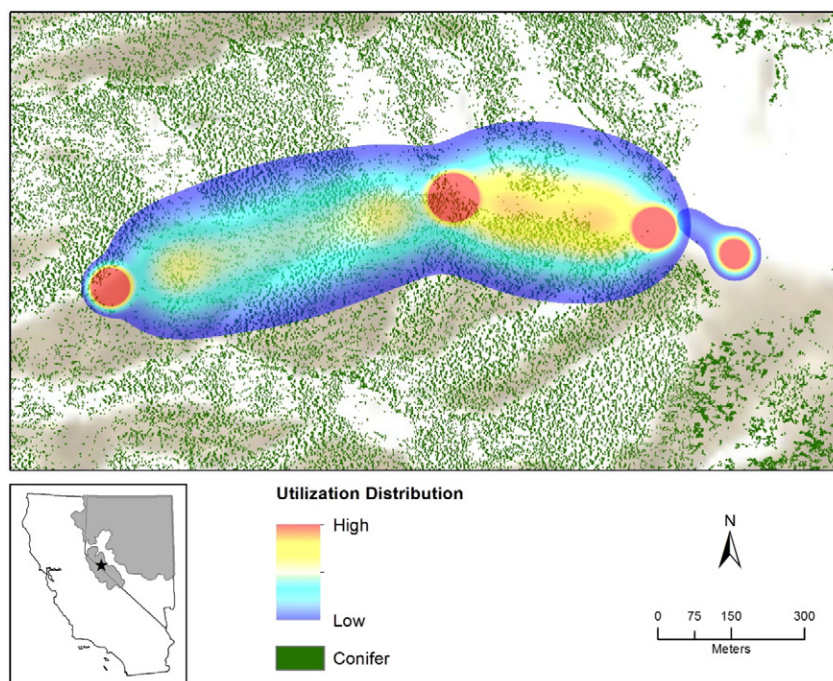 Utilization Distribution
High
Low
Conifer
N
0 75 150 300
Meters